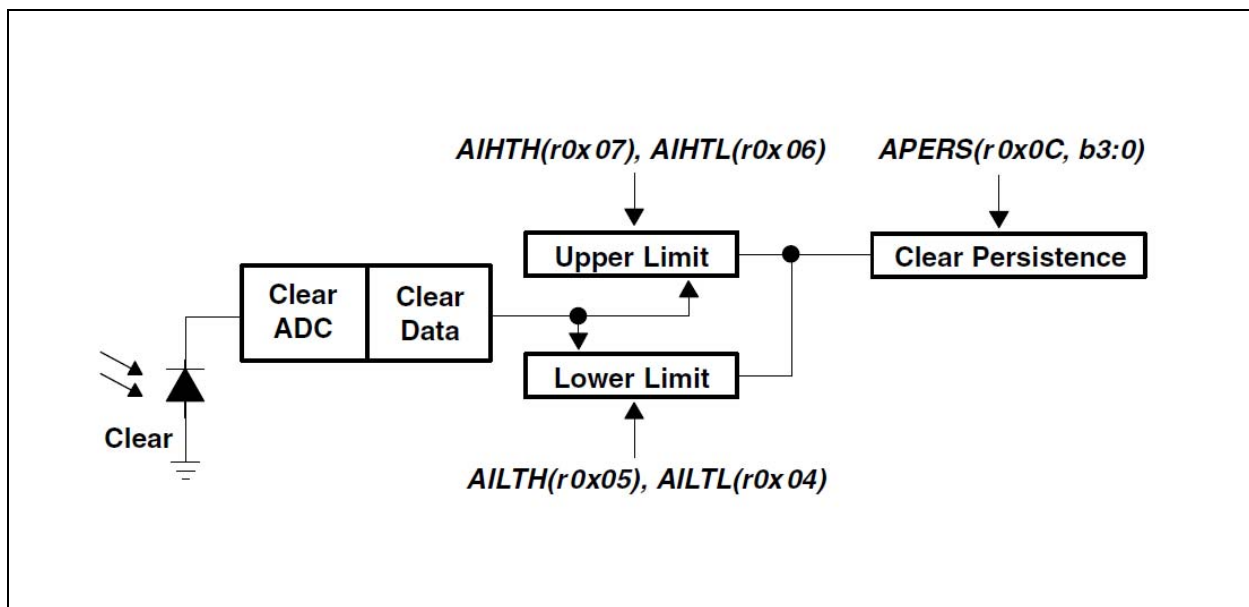 AIHTH(r0x07), AIHTL(r0x06)
APERS(r0x0C, b3:0)
Upper Limit
Clear Persistence
Clear
ADC
Clear
Data
Lower Limit
Clear
AILTH(r0x05), AILTL(r0x04)